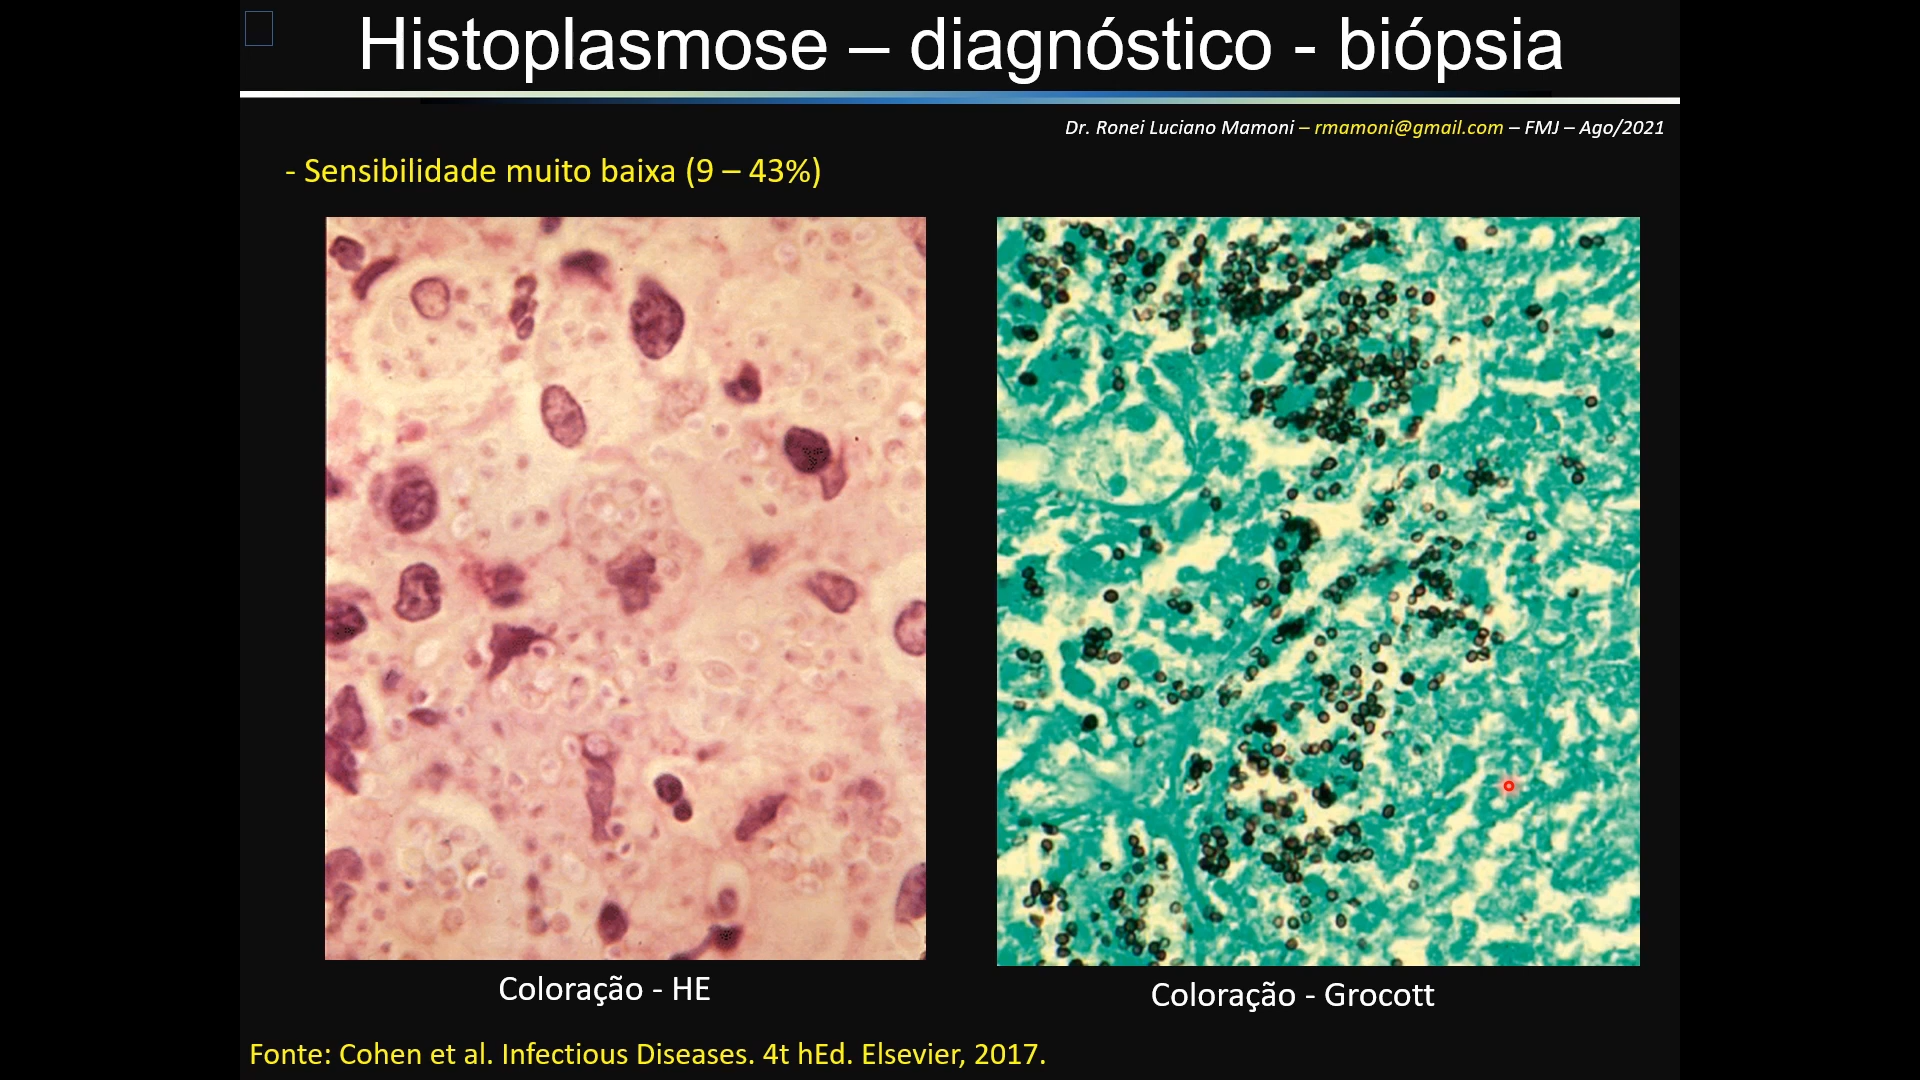 Histoplasmose – diagnóstico - biópsia
Dr. Ronei Luciano Mamoni – rmamoni@gmail.com – FMJ – Ago/2021
- Sensibilidade muito baixa (9 – 43%)
Coloração - HE
Coloração - Grocott
Fonte: Cohen et al. Infectious Diseases. 4t hEd. Elsevier, 2017.